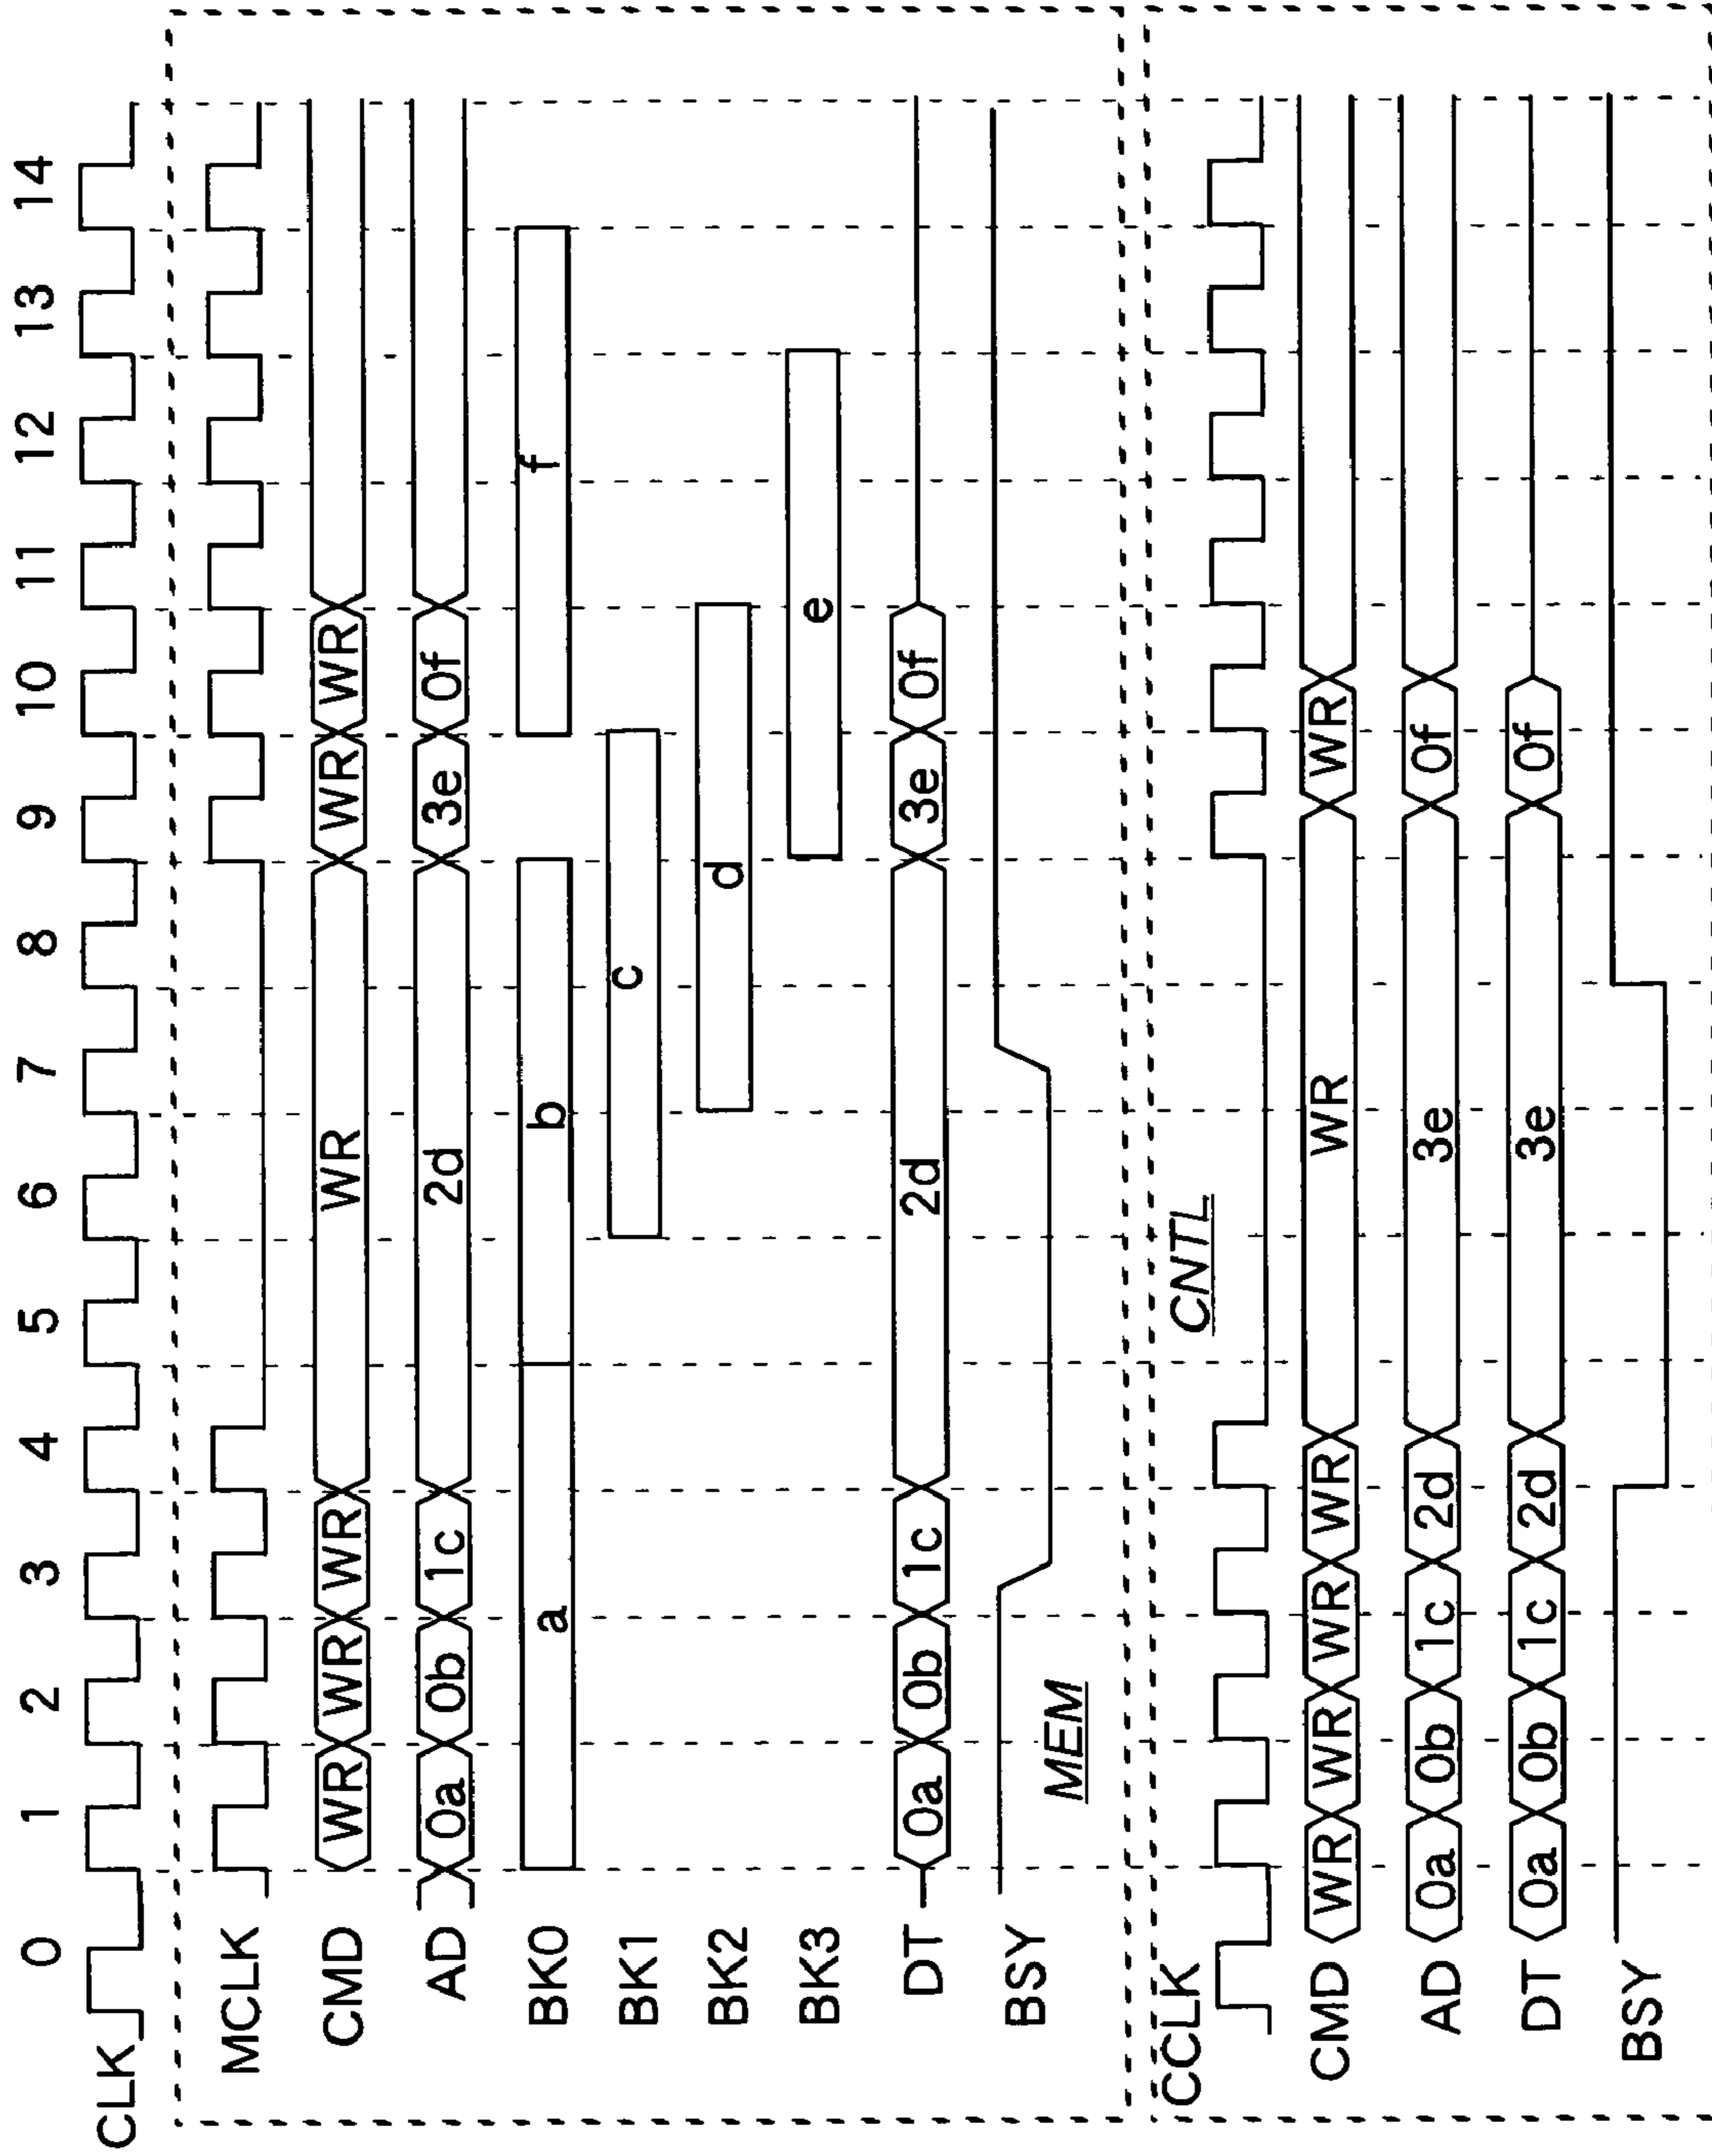 0 1 2 3 4 5 6 7 8 9 10 11 12 13 14
CLK
MCLK
CMD WR WR WR WR WR WR
AD 0a 0b 1c 2d 3e 0f
BK0 a b f
BK1 c
BK2 d
BK3 e
DT 0a 0b 1c 2d 3e 0f
BSY
MEM
CNTL
CCLK
CMD WR WR WR WR WR WR
AD 0a 0b 1c 2d 3e 0f
DT 0a 0b 1c 2d 3e 0f
BSY